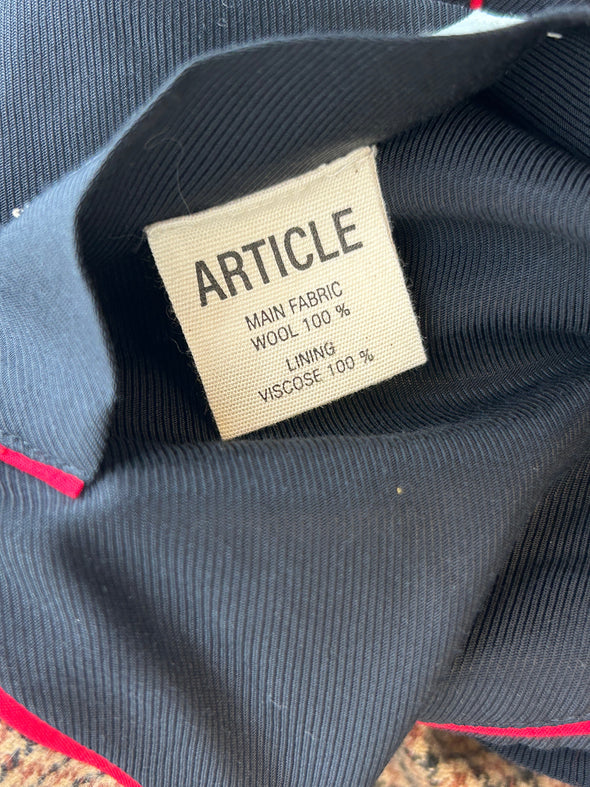 ARTICLE
MAIN FABRIC
WOOL 100 %
LINING
VISCOSE 100 %